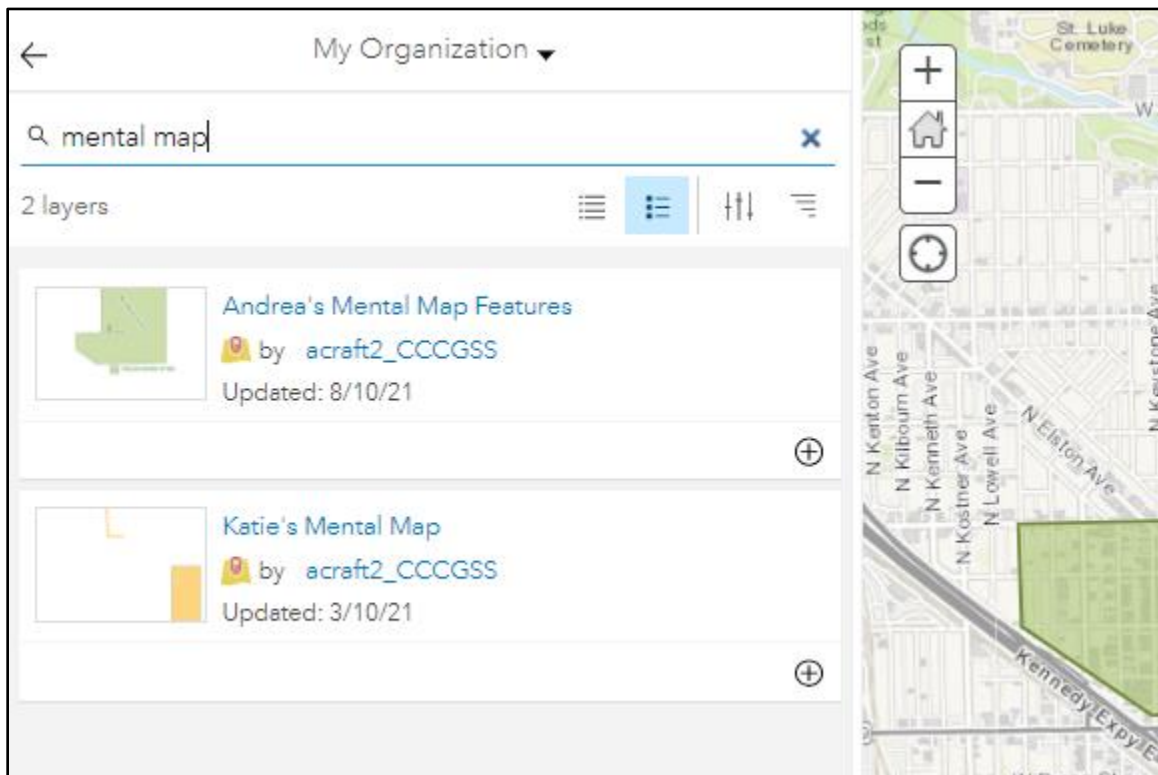 My Organization
mental map
2 layers
Andrea's Mental Map Features
by acraft2_CCCGSS
Updated: 8/10/21
Katie's Mental Map
by acraft2_CCCGSS
Updated: 3/10/21
St. Luke
Cemetery
W
N Kenton Ave
N Kilbourn Ave
N Kenneth Ave
N Kostner Ave
N Lowell Ave
N Elston Ave
N Keystone Ave
Kennedy Expy E